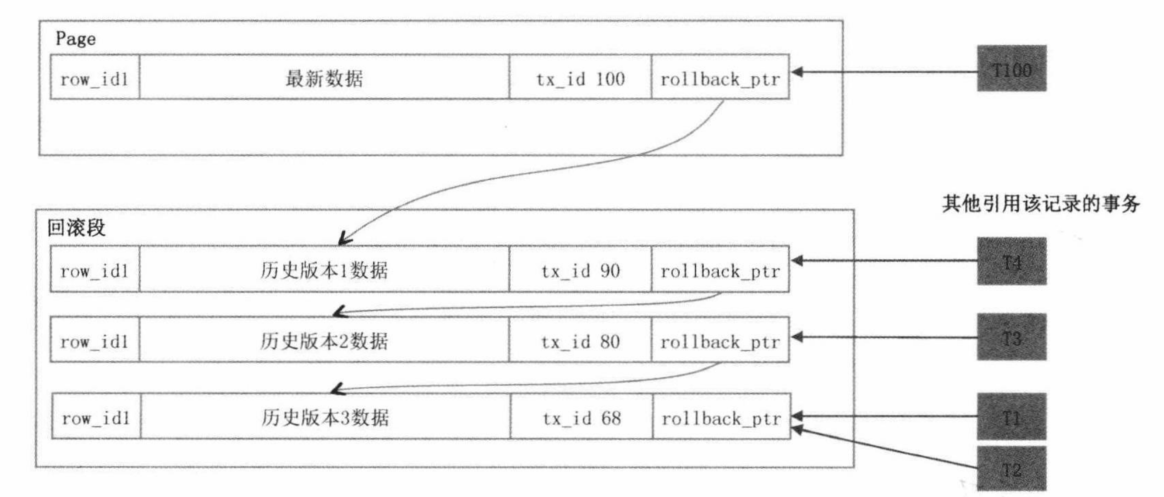 Page
row_id1 最新数据 tx_id 100 rollback_ptr T100
其他引用该记录的事务
回滚段
row_id1 历史版本1数据 tx_id 90 rollback_ptr T4
row_id1 历史版本2数据 tx_id 80 rollback_ptr T3
row_id1 历史版本3数据 tx_id 68 rollback_ptr T1
T2